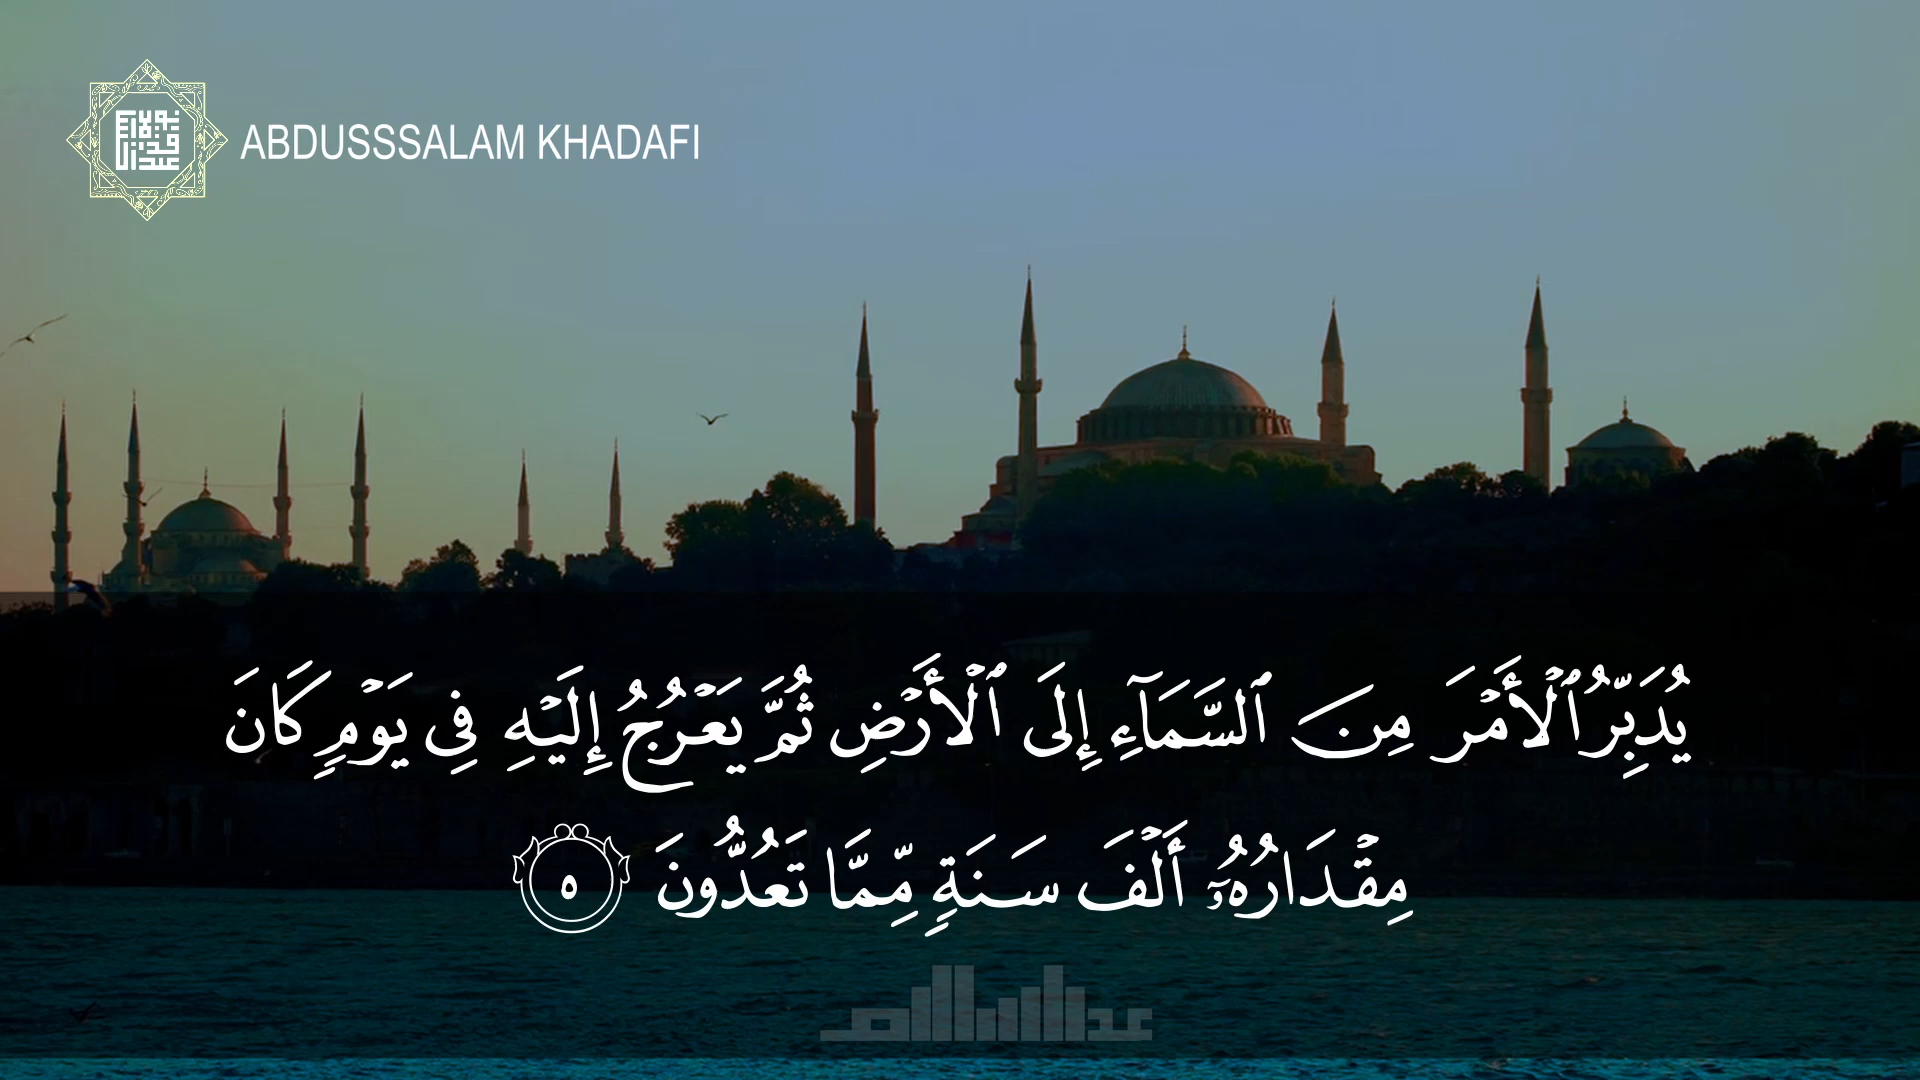 ABDUSSSALAM KHADAFI
يُدَبِّرُ ٱلْأَمْرَ مِنَ ٱلسَّمَآءِ إِلَى ٱلْأَرْضِ ثُمَّ يَعْرُجُ إِلَيْهِ فِى يَوْمٍ كَانَ
مِقْدَارُهُۥٓ أَلْفَ سَنَةٍ مِّمَّا تَعُدُّونَ ٥